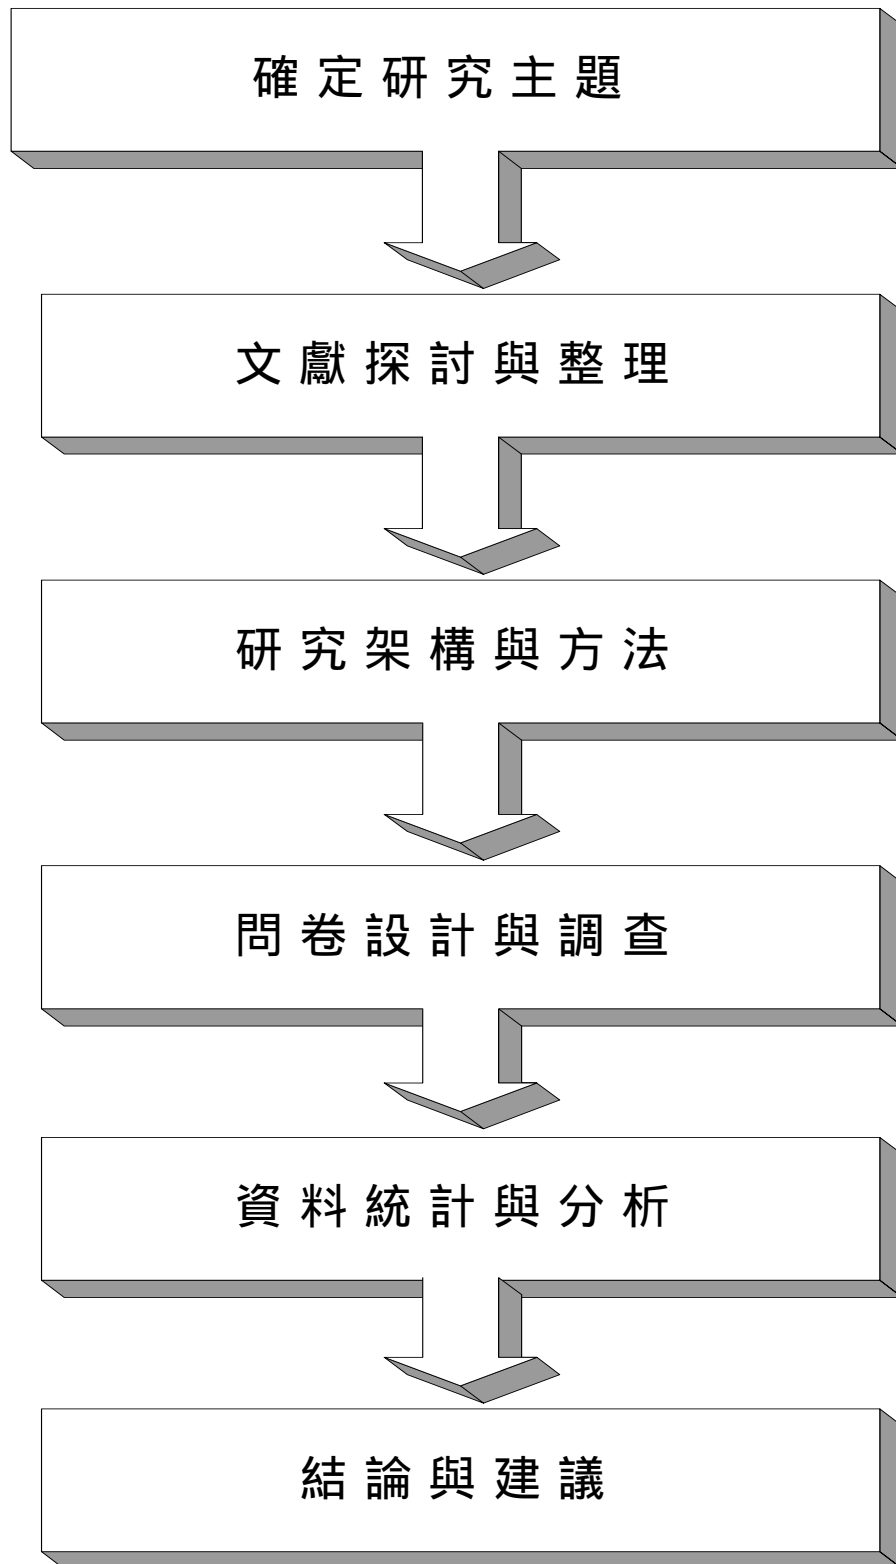 確定研究主題
文獻探討與整理
研究架構與方法
問卷設計與調查
資料統計與分析
結論與建議